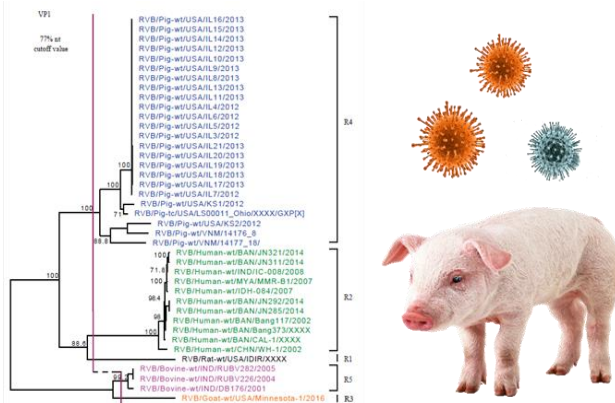 VP1
77% nt
cutoff value
RVB/Pig-wt/USA/IL16/2013
RVB/Pig-wt/USA/IL15/2013
RVB/Pig-wt/USA/IL14/2013
RVB/Pig-wt/USA/IL12/2013
RVB/Pig-wt/USA/IL10/2013
RVB/Pig-wt/USA/IL9/2013
RVB/Pig-wt/USA/IL8/2013
RVB/Pig-wt/USA/IL13/2013
RVB/Pig-wt/USA/IL11/2013
RVB/Pig-wt/USA/IL4/2012
RVB/Pig-wt/USA/IL6/2012
RVB/Pig-wt/USA/IL5/2012
RVB/Pig-wt/USA/IL3/2012
RVB/Pig-wt/USA/IL21/2013
RVB/Pig-wt/USA/IL20/2013
RVB/Pig-wt/USA/IL19/2013
RVB/Pig-wt/USA/IL18/2013
RVB/Pig-wt/USA/IL17/2013
RVB/Pig-wt/USA/IL7/2012
RVB/Pig-wt/USA/KS1/2012
RVB/Pig-tc/USA/LS00011_Ohio/XXXX/GXP[X]
RVB/Pig-wt/USA/KS2/2012
RVB/Pig-wt/VNM/14176_8
RVB/Pig-wt/VNM/14177_18/
R4
100
100
71
100
88.8
RVB/Human-wt/BAN/JN321/2014
RVB/Human-wt/BAN/JN311/2014
RVB/Human-wt/IND/IC-008/2008
RVB/Human-wt/MYA/MMR-B1/2007
RVB/Human-wt/IDH-084/2007
RVB/Human-wt/BAN/JN292/2014
RVB/Human-wt/BAN/JN285/2014
RVB/Human-wt/BAN/Bang117/2002
RVB/Human-wt/BAN/Bang373/XXXX
RVB/Human-wt/BAN/CAL-1/XXXX
RVB/Human-wt/CHN/WH-1/2002
R2
100
100
71.8
98.4
96
100
88.6
RVB/Rat-wt/USA/IDIR/XXXX
R1
RVB/Bovine-wt/IND/RUBV282/2005
RVB/Bovine-wt/IND/RUBV226/2004
RVB/Bovine-wt/IND/DB176/2001
R5
RVB/Goat-wt/USA/Minnesota-1/2016
R3